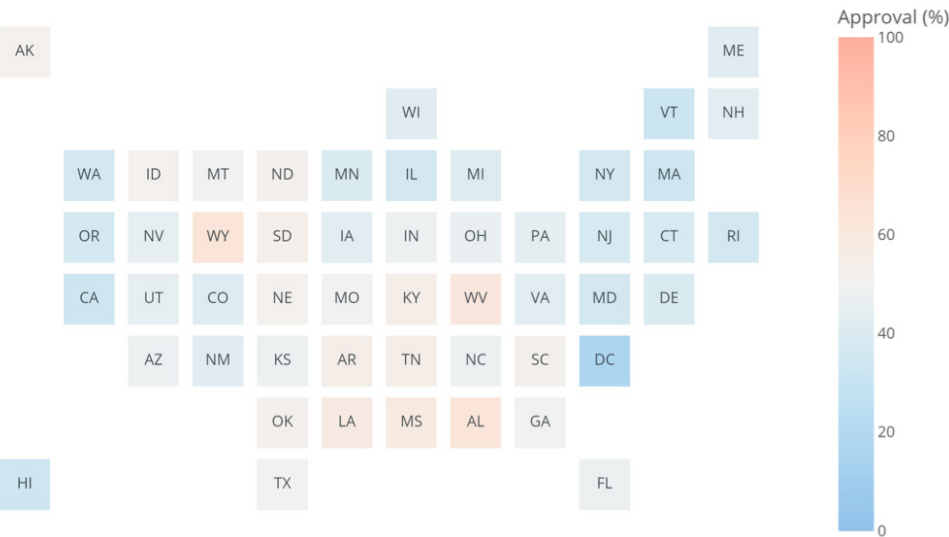 Approval (%)
100
AK ME
WI VT NH
80
WA ID MT ND MN IL MI NY MA
OR NV WY SD IA IN OH PA NJ CT RI
60
CA UT CO NE MO KY WV VA MD DE
40
AZ NM KS AR TN NC SC DC
OK LA MS AL GA
20
HI TX FL
0